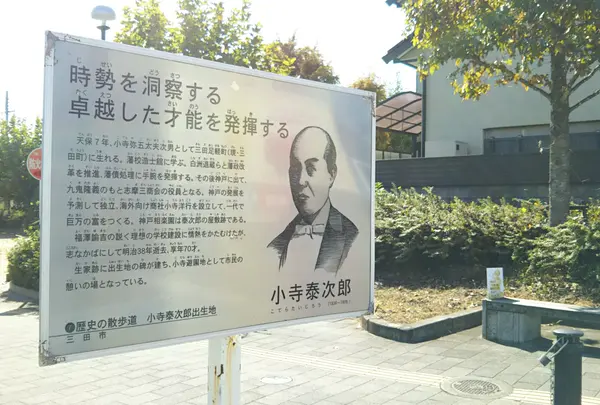 時勢を洞察する
卓越した才能を発揮する
天保7年、小寺弥五太夫次男として三田足軽町(現・三
田町)に生れる。藩校造士館に学ぶ。白洲退蔵らと藩校改
革を推進。藩債処理に手腕を発揮する。その後神戸に出て、
九鬼隆義のもと志摩三商会の役員となる。神戸の発展を
予測して独立。海外向け商社小寺洋行を設立して、一代で
巨万の富をつくる。神戸相楽園は泰次郎の屋敷跡である。
福澤諭吉の説く理想の学校建設に情熱をかたむけたが、
志なかばにして明治38年逝去。享年70才。
生家跡に出生地の碑が建ち、小寺遊園地として市民の
憩いの場となっている。
小寺泰次郎
こでらたいじろう
歴史の散歩道 小寺泰次郎出生地
三田市